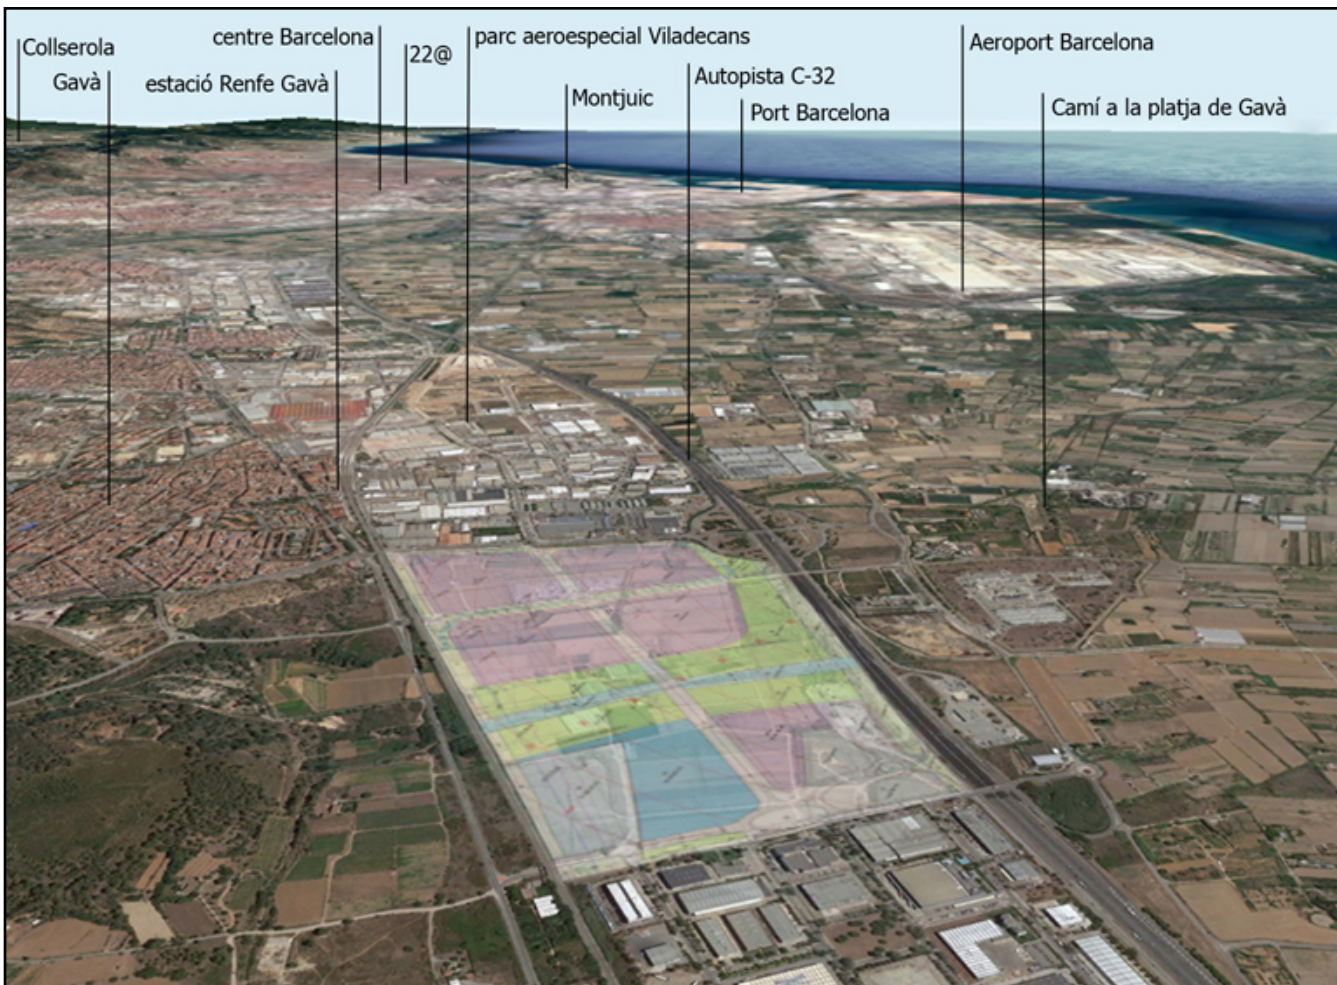 Collserola
Gavà
estació Renfe Gavà
centre Barcelona
22@
parc aeroespecial Viladecans
Montjuic
Autopista C-32
Port Barcelona
Aeroport Barcelona
Camí a la platja de Gavà